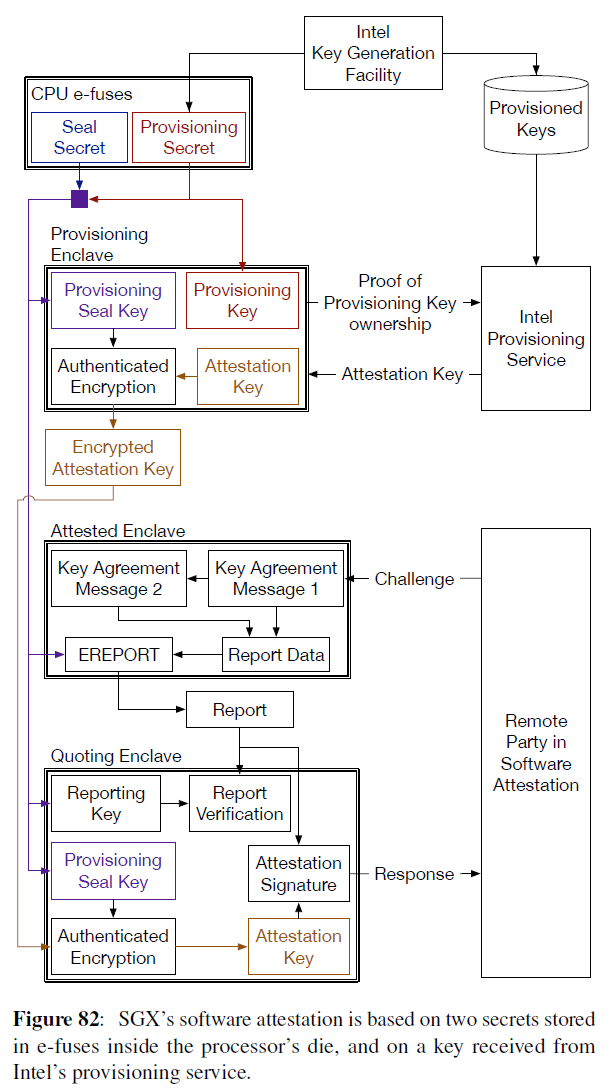 Intel
Key Generation
Facility
CPU e-fuses
Seal
Secret
Provisioning
Secret
Provisioned
Keys
Provisioning
Enclave
Provisioning
Seal Key
Provisioning
Key
Proof of
Provisioning Key
ownership
Intel
Provisioning
Service
Authenticated
Encryption
Attestation
Key
Attestation Key
Encrypted
Attestation Key
Attested Enclave
Key Agreement
Message 2
Key Agreement
Message 1
Challenge
EREPORT
Report Data
Report
Remote
Party in
Software
Attestation
Quoting Enclave
Reporting
Key
Report
Verification
Provisioning
Seal Key
Attestation
Signature
Response
Authenticated
Encryption
Attestation
Key
Figure 82: SGX's software attestation is based on two secrets stored
in e-fuses inside the processor's die, and on a key received from
Intel's provisioning service.